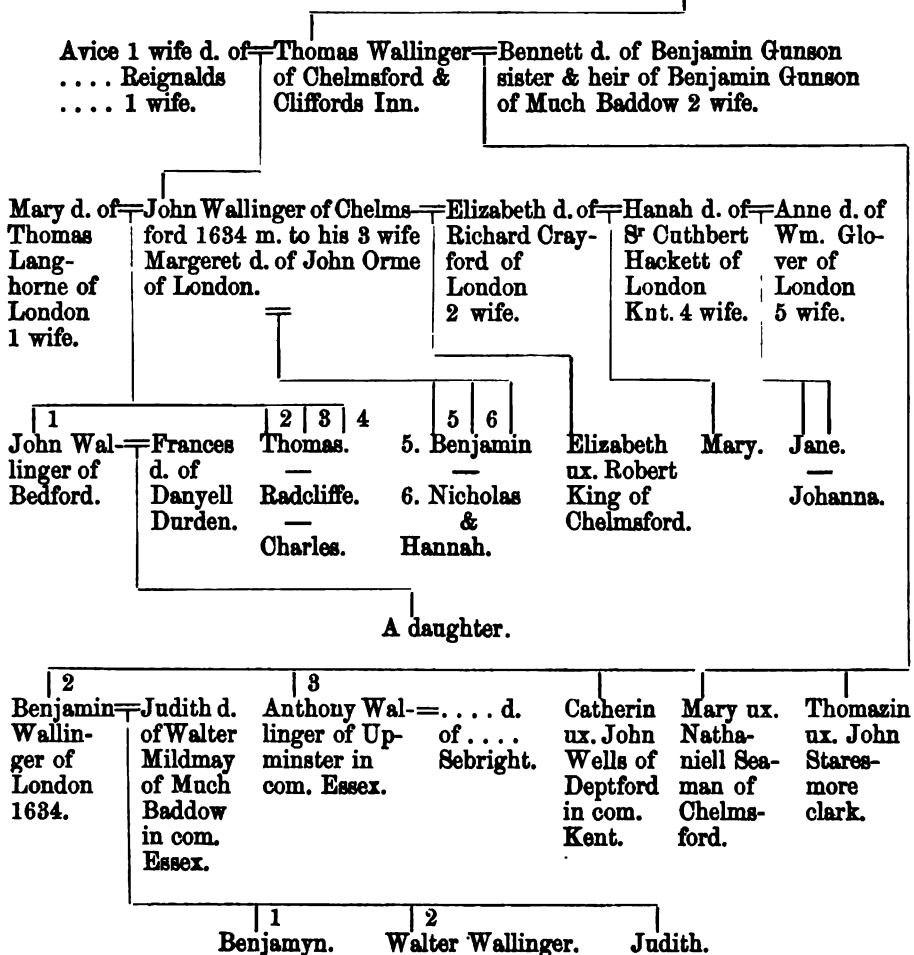 Avice 1 wife d. of=Thomas Wallinger=Bennett d. of Benjamin Gunson
.... Reignalds of Chelmsford & sister & heir of Benjamin Gunson
.... 1 wife. Cliffords Inn. of Much Baddow 2 wife.
Mary d. of=John Wallinger of Chelms-=Elizabeth d. of=Hanah d. of=Anne d. of
Thomas ford 1634 m. to his 3 wife Richard Cray- Sr Cuthbert Wm. Glo-
Lang- Margeret d. of John Orme ford of Hackett of ver of
horne of of London. London London London
London = 2 wife. Knt. 4 wife. 5 wife.
1 wife.
1 2 3 4 5 6
John Wal-=Frances Thomas. 5. Benjamin Elizabeth Mary. Jane.
linger of d. of — — ux. Robert —
Bedford. Danyell Radcliffe. 6. Nicholas King of Johanna.
Durden. — & Chelmsford.
Charles. Hannah.
A daughter.
2 3
Benjamin=Judith d. Anthony Wal-=.... d. Catherin Mary ux. Thomazin
Wallin- of Walter linger of Up- of .... ux. John Natha- ux. John
ger of Mildmay minster in Sebright. Wells of niell Sea- Stares-
London of Much com. Essex. Deptford man of more
1634. Baddow in com. Chelms- clark.
in com. Kent. ford.
Essex.
1 2
Benjamyn. Walter Wallinger. Judith.